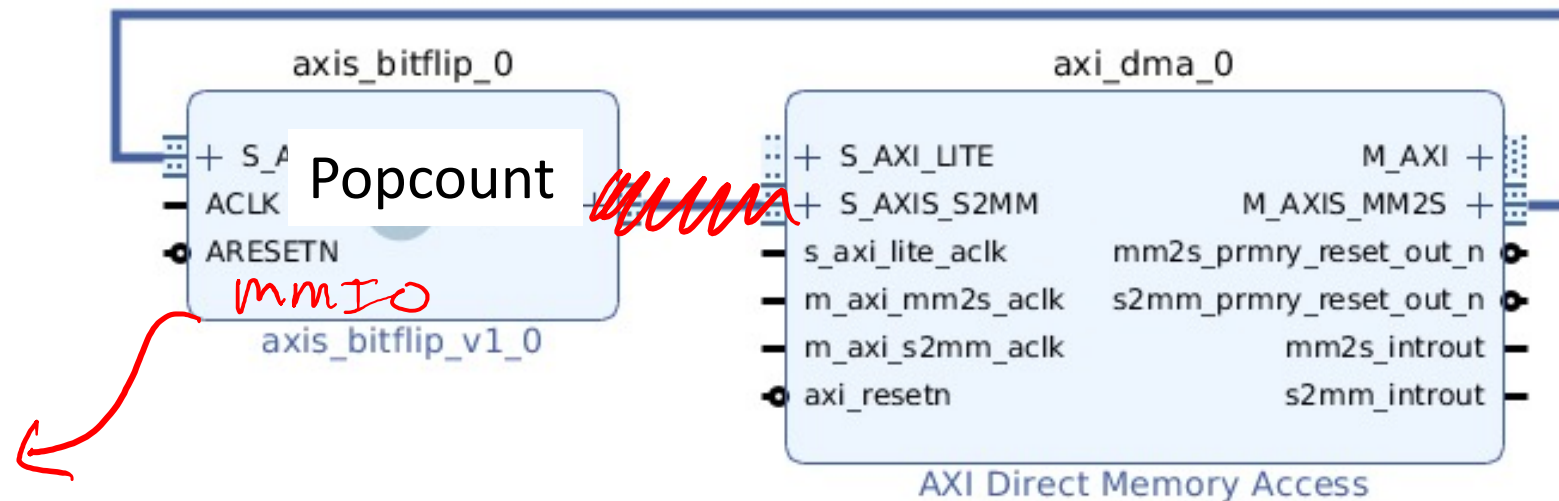 axis_bitflip_0
S_A
Popcount
ACLK
ARESETN
MMIO
axis_bitflip_v1_0
axi_dma_0
S_AXI_LITE
M_AXI
S_AXIS_S2MM
M_AXIS_MM2S
s_axi_lite_aclk
mm2s_prmry_reset_out_n
m_axi_mm2s_aclk
s2mm_prmry_reset_out_n
m_axi_s2mm_aclk
mm2s_introut
axi_resetn
s2mm_introut
AXI Direct Memory Access